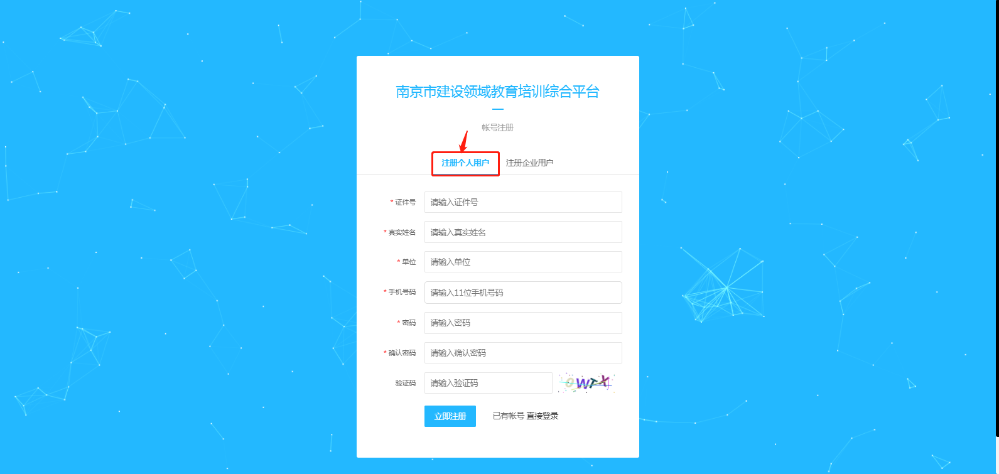 南京市建设领域教育培训综合平台
帐号注册
注册个人用户 注册企业用户
* 证件号 请输入证件号
* 真实姓名 请输入真实姓名
* 单位 请输入单位
* 手机号码 请输入11位手机号码
* 密码 请输入密码
* 确认密码 请输入确认密码
验证码 请输入验证码 0WTX
立即注册 已有帐号 直接登录